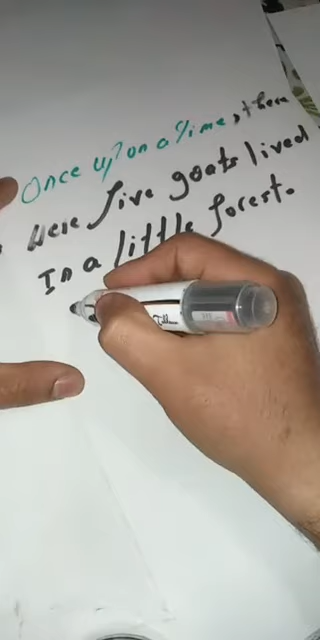 Once upon a time, there
were five goats lived
In a little forest.